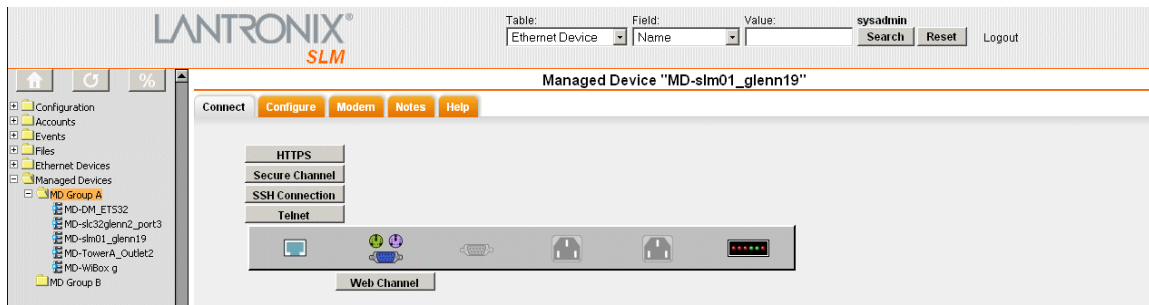 LANTRONIX®
SLM
Table: Field: Value: sysadmin
Ethernet Device Name Search Reset Logout
%
Managed Device "MD-slm01_glenn19"
Connect Configure Modem Notes Help
Configuration
Accounts
Events
Files
Ethernet Devices
Managed Devices
MD Group A
MD-DM_ETS32
MD-slc32glenn2_port3
MD-slm01_glenn19
MD-TowerA_Outlet2
MD-WiBox g
MD Group B
HTTPS
Secure Channel
SSH Connection
Telnet
Web Channel